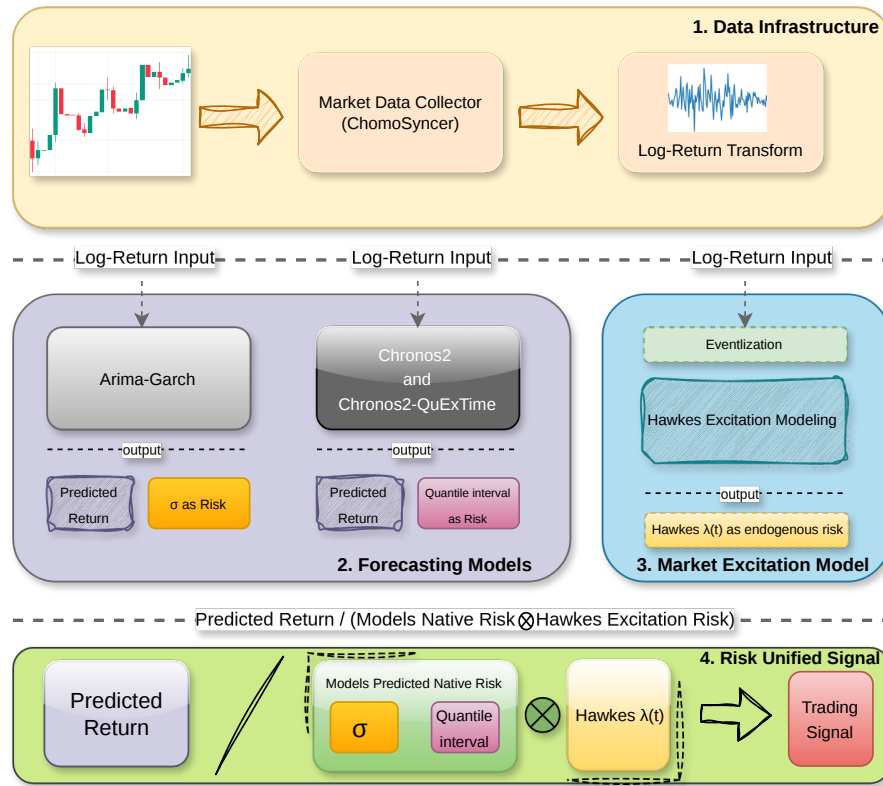 1. Data Infrastructure
Market Data Collector
(ChomoSyncer)
Log-Return Transform
Log-Return Input
Log-Return Input
Log-Return Input
Arima-Garch
Chronos2
and
Chronos2-QuExTime
output
output
Predicted
Return
σ as Risk
Predicted
Return
Quantile interval
as Risk
2. Forecasting Models
Eventlization
Hawkes Excitation Modeling
output
Hawkes λ(t) as endogenous risk
3. Market Excitation Model
Predicted Return / (Models Native Risk ⊗ Hawkes Excitation Risk)
4. Risk Unified Signal
Predicted
Return
Models Predicted Native Risk
σ
Quantile
interval
⊗
Hawkes λ(t)
Trading
Signal